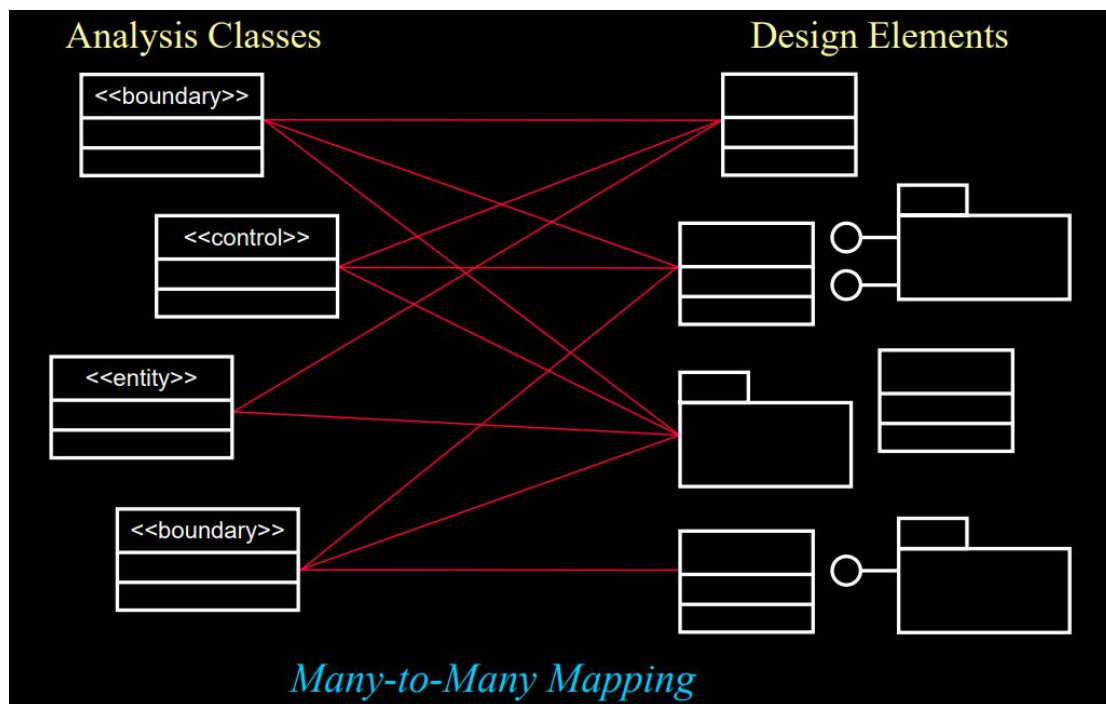 Analysis Classes
Design Elements
<<boundary>>
<<control>>
<<entity>>
<<boundary>>
Many-to-Many Mapping